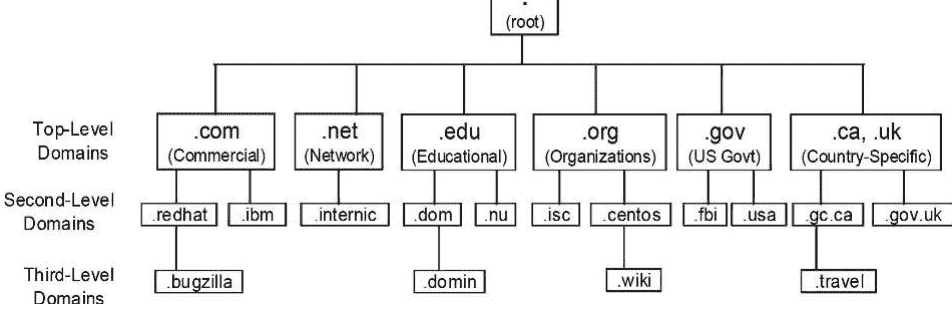 .
(root)
Top-Level
Domains
.com
(Commercial)
.net
(Network)
.edu
(Educational)
.org
(Organizations)
.gov
(US Govt)
.ca, .uk
(Country-Specific)
Second-Level
Domains
.redhat
.ibm
.internic
.dom
.nu
.isc
.centos
.fbi
.usa
.gc.ca
.gov.uk
Third-Level
Domains
.bugzilla
.domin
.wiki
.travel